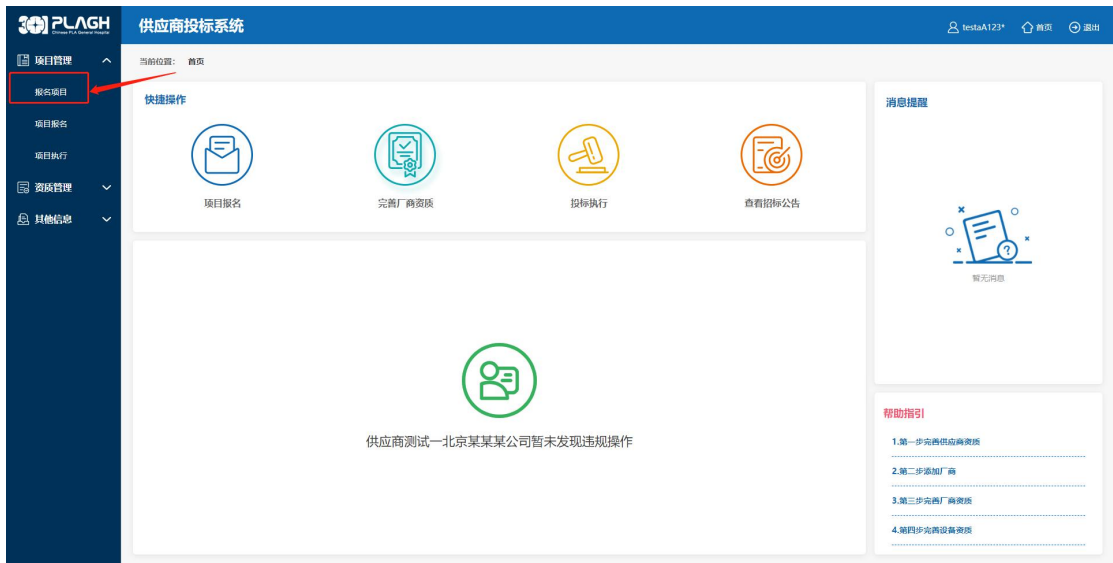 301 PLAGH
Chinese PLA General Hospital
供应商投标系统
testaA123*
首页
退出
项目管理
报名项目
项目报名
项目执行
资质管理
其他信息
当前位置： 首页
快捷操作
项目报名
完善厂商资质
投标执行
查看招标公告
供应商测试一北京某某某公司暂未发现违规操作
消息提醒
暂无消息
帮助指引
1.第一步完善供应商资质
2.第二步添加厂商
3.第三步完善厂商资质
4.第四步完善设备资质